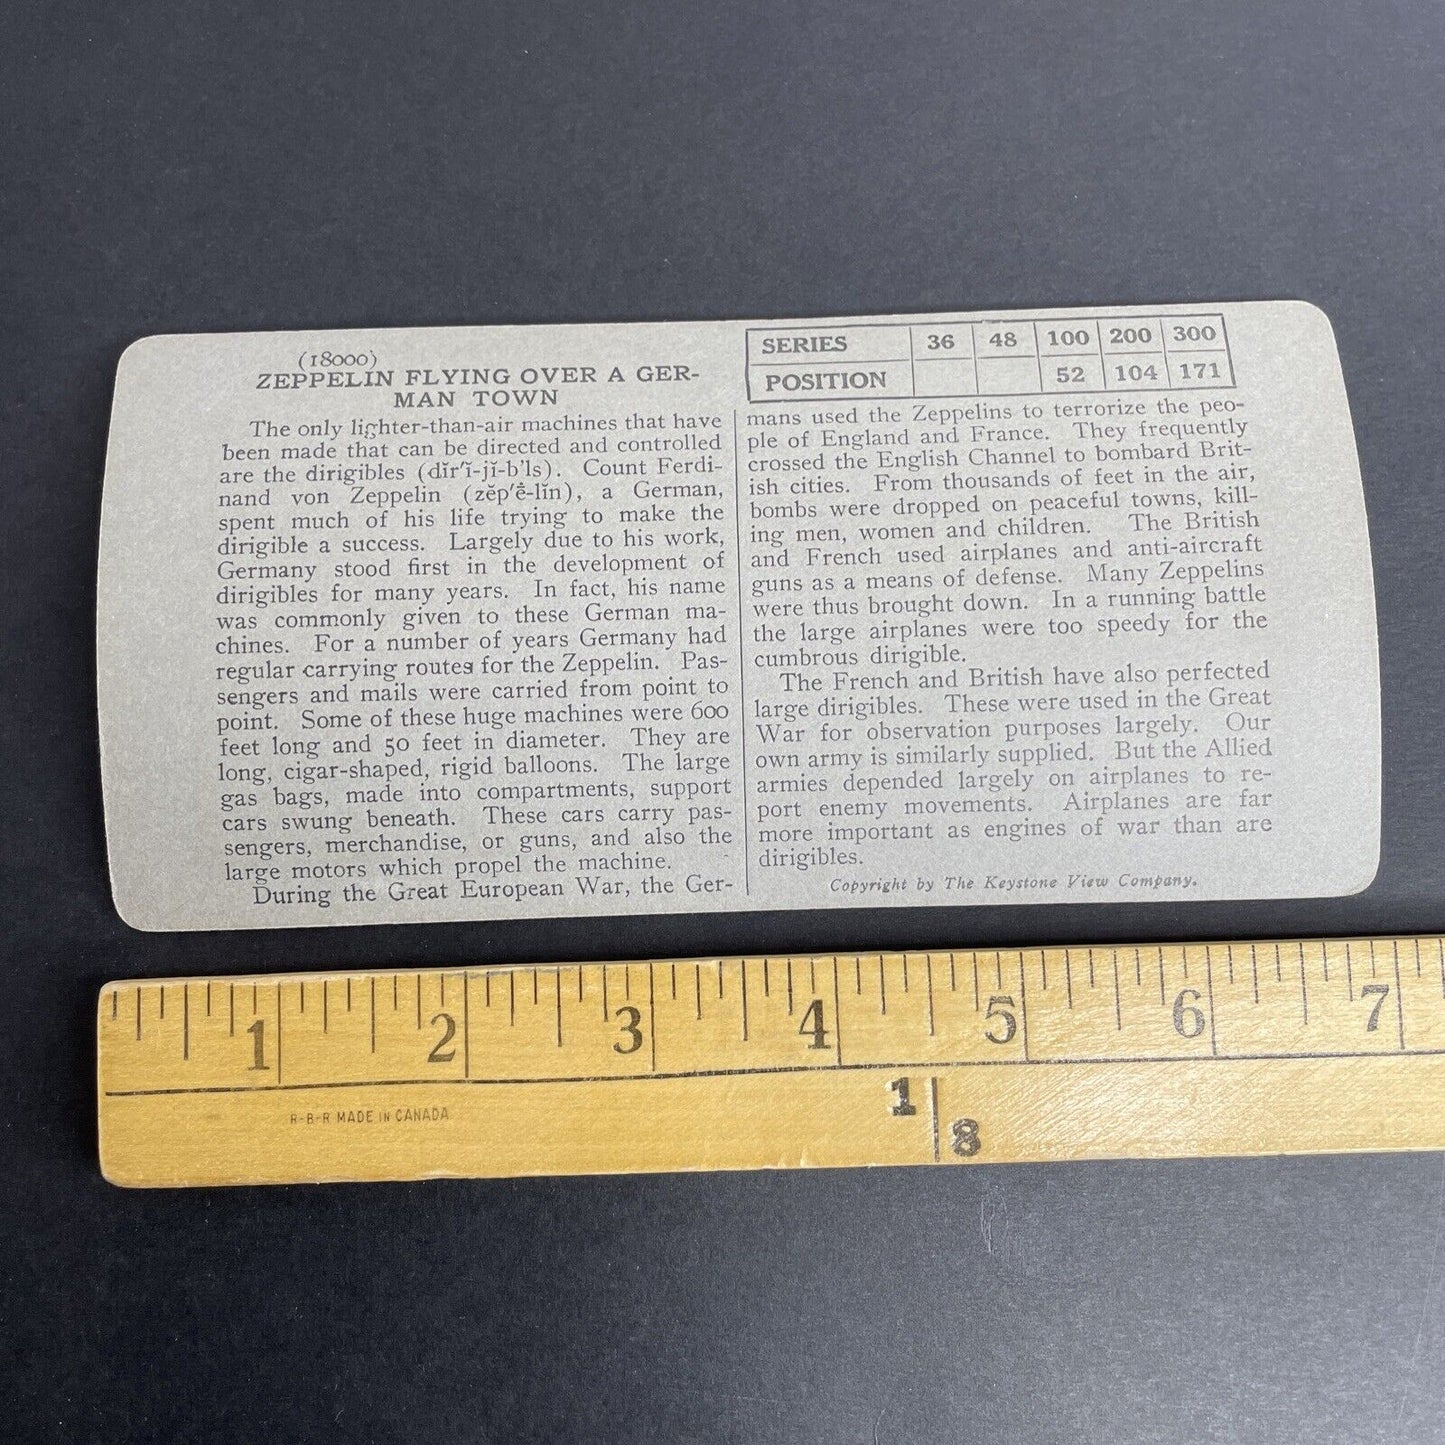 (18000)
ZEPPELIN FLYING OVER A GER-
MAN TOWN
The only lighter-than-air machines that have
been made that can be directed and controlled
are the dirigibles (dĭr'ĭ-jĭ-b'ls). Count Ferdi-
nand von Zeppelin (zĕp'ĕ-lĭn), a German,
spent much of his life trying to make the
dirigible a success. Largely due to his work,
Germany stood first in the development of
dirigibles for many years. In fact, his name
was commonly given to these German ma-
chines. For a number of years Germany had
regular carrying routes for the Zeppelin. Pas-
sengers and mails were carried from point to
point. Some of these huge machines were 600
feet long and 50 feet in diameter. They are
long, cigar-shaped, rigid balloons. The large
gas bags, made into compartments, support
cars swung beneath. These cars carry pas-
sengers, merchandise, or guns, and also the
large motors which propel the machine.
During the Great European War, the Ger-
SERIES 36 48 100 200 300
POSITION 52 104 171
mans used the Zeppelins to terrorize the peo-
ple of England and France. They frequently
crossed the English Channel to bombard Brit-
ish cities. From thousands of feet in the air,
bombs were dropped on peaceful towns, kill-
ing men, women and children. The British
and French used airplanes and anti-aircraft
guns as a means of defense. Many Zeppelins
were thus brought down. In a running battle
the large airplanes were too speedy for the
cumbrous dirigible.
The French and British have also perfected
large dirigibles. These were used in the Great
War for observation purposes largely. Our
own army is similarly supplied. But the Allied
armies depended largely on airplanes to re-
port enemy movements. Airplanes are far
more important as engines of war than are
dirigibles.
Copyright by The Keystone View Company.
1 2 3 4 5 6 7
1
8
R-B-R MADE IN CANADA